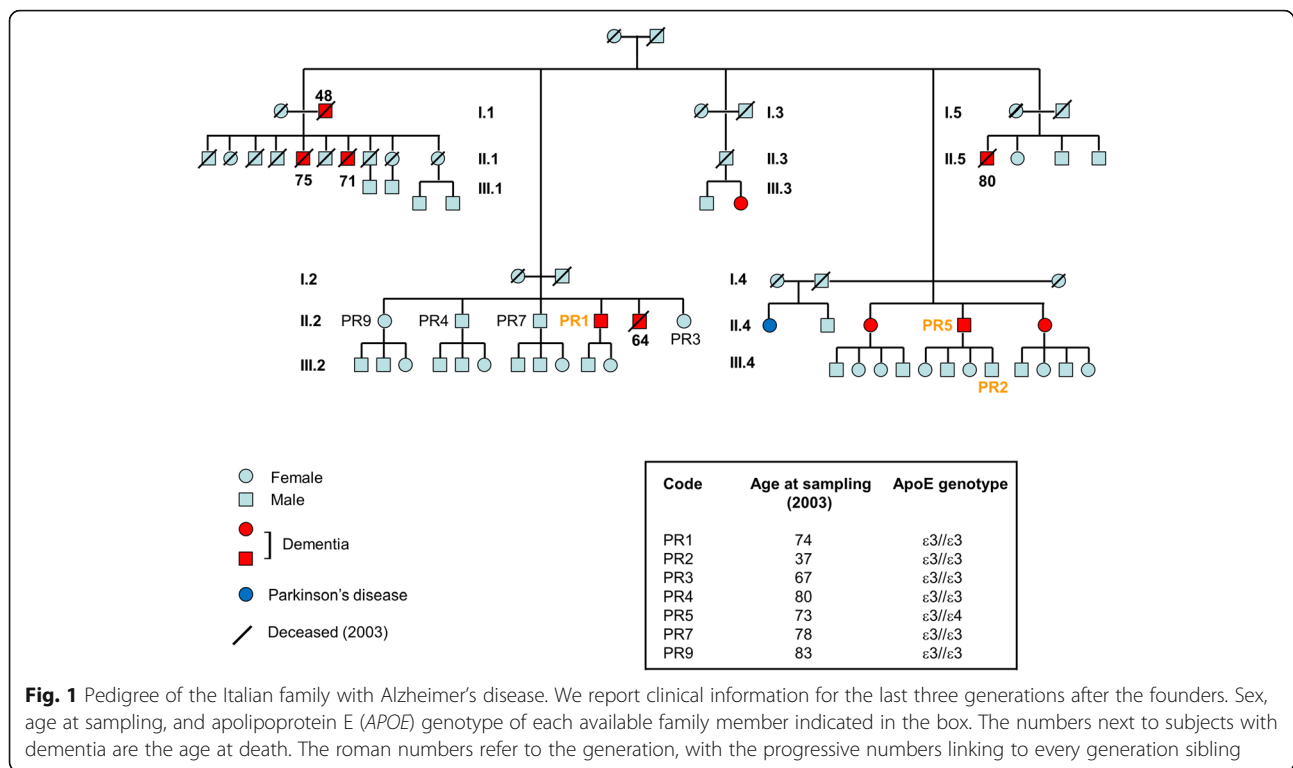 48
I.1
I.3
I.5
II.1
II.3
II.5
75
71
80
III.1
III.3
I.2
I.4
II.2
PR9
PR4
PR7
PR1
64
PR3
II.4
PR5
III.2
III.4
PR2
Female
Male
Dementia
Parkinson's disease
Deceased (2003)
Code Age at sampling ApoE genotype
(2003)
PR1 74 ε3//ε3
PR2 37 ε3//ε3
PR3 67 ε3//ε3
PR4 80 ε3//ε3
PR5 73 ε3//ε4
PR7 78 ε3//ε3
PR9 83 ε3//ε3
Fig. 1 Pedigree of the Italian family with Alzheimer's disease. We report clinical information for the last three generations after the founders. Sex,
age at sampling, and apolipoprotein E (APOE) genotype of each available family member indicated in the box. The numbers next to subjects with
dementia are the age at death. The roman numbers refer to the generation, with the progressive numbers linking to every generation sibling